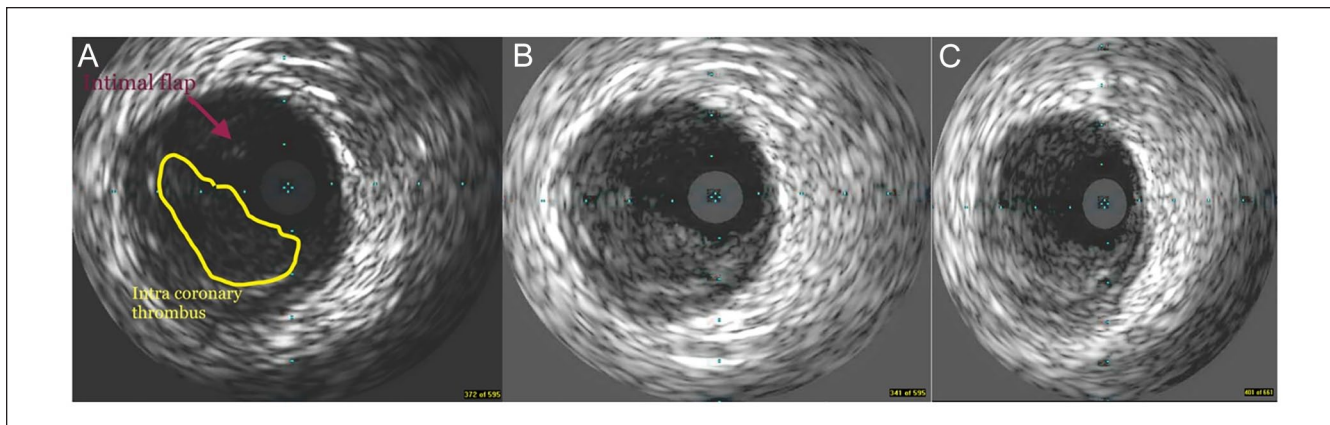 A
Intimal flap
Intra coronary
thrombus
372 of 595
B
341 of 595
C
401 of 661